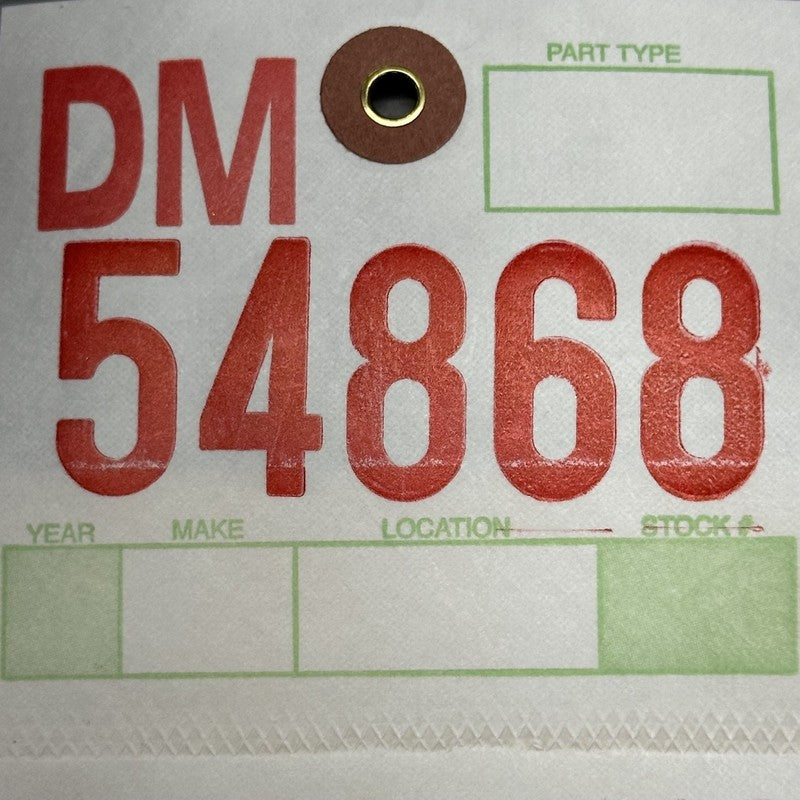 PART TYPE
DM
54868
YEAR MAKE LOCATION STOCK #